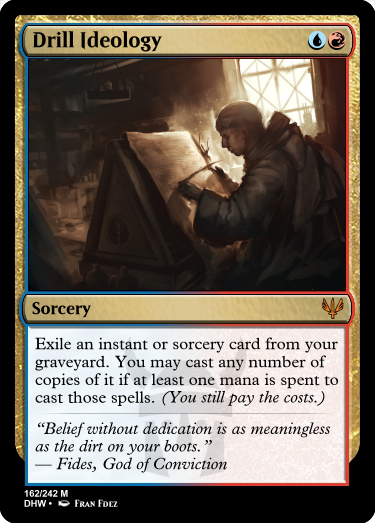 Drill Ideology
Sorcery
Exile an instant or sorcery card from your
graveyard. You may cast any number of
copies of it if at least one mana is spent to
cast those spells. (You still pay the costs.)
“Belief without dedication is as meaningless
as the dirt on your boots.”
— Fides, God of Conviction
162/242 M
DHW • Fran Fdez